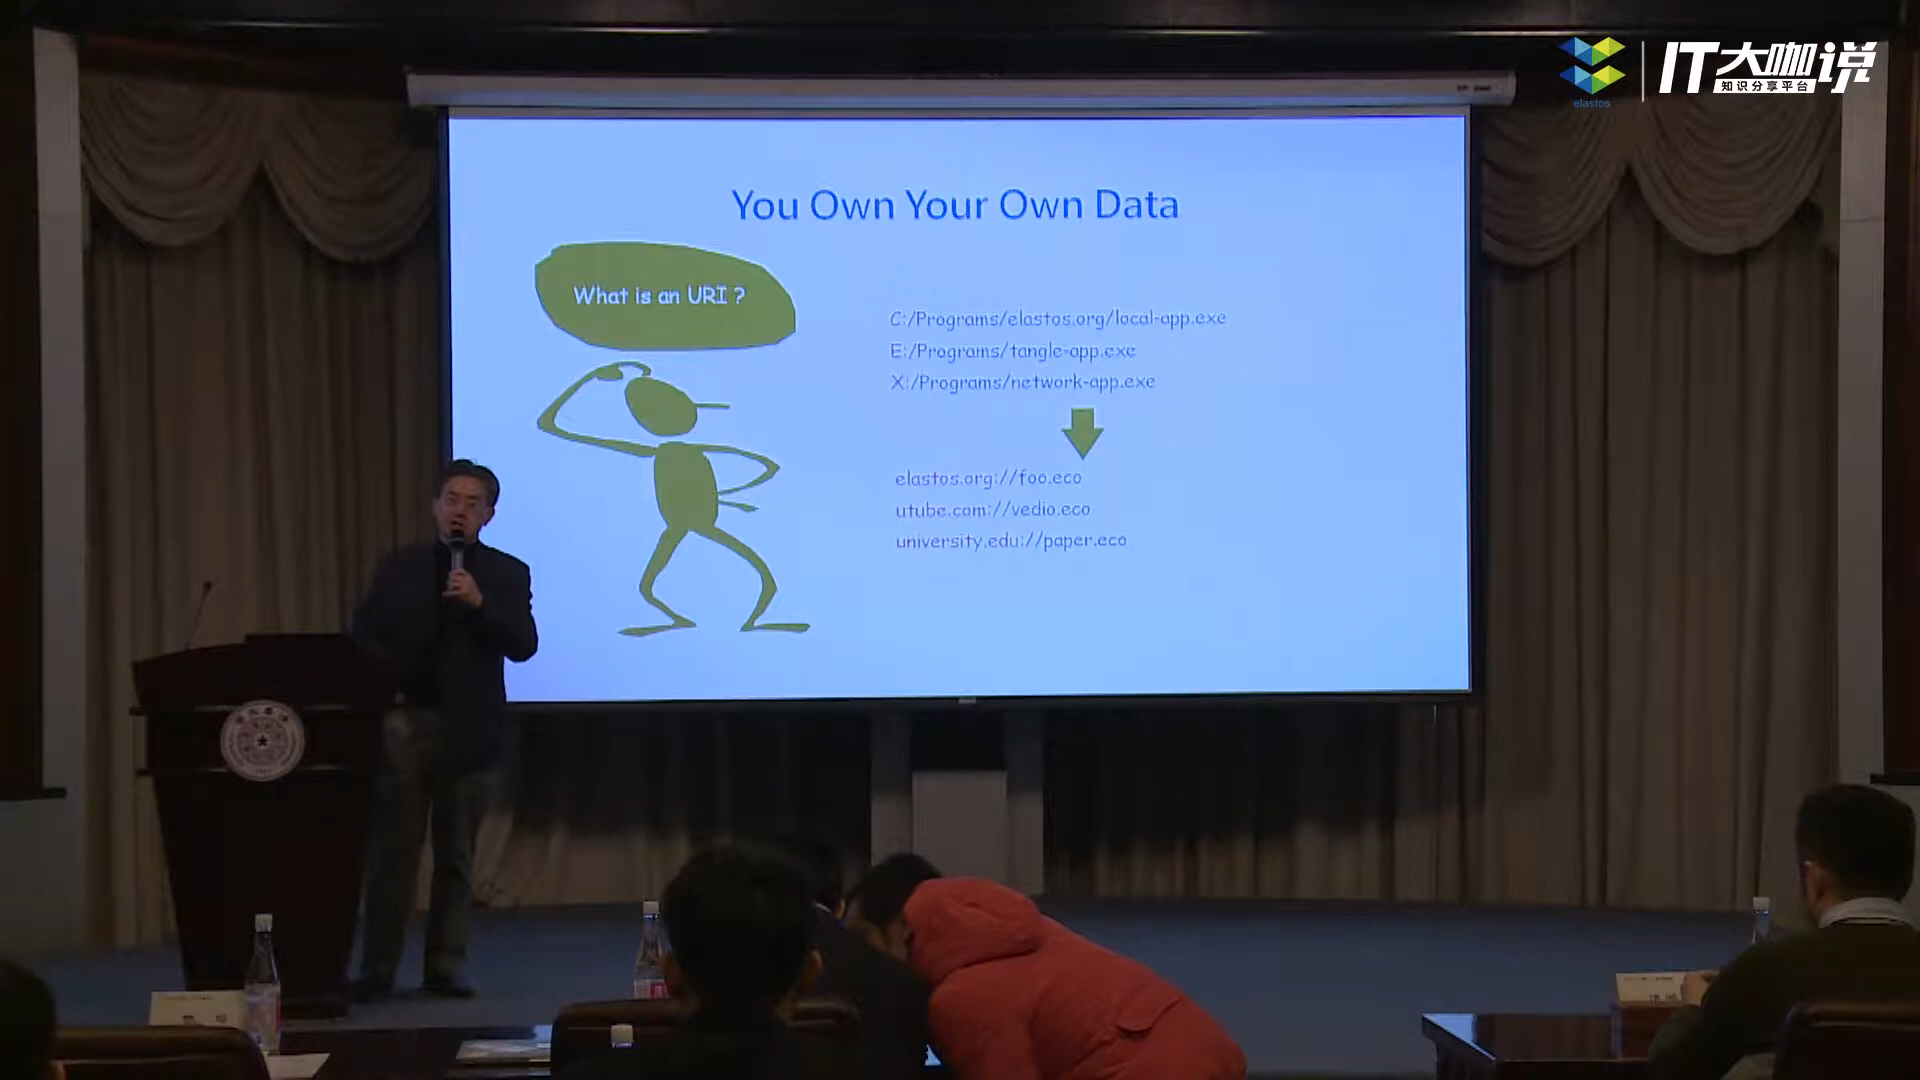 elastos
IT大咖说
知识分享平台
You Own Your Own Data
What is an URI ?
C:/Programs/elastos.org/local-app.exe
E:/Programs/tangle-app.exe
X:/Programs/network-app.exe
elastos.org://foo.eco
utube.com://vedio.eco
university.edu://paper.eco